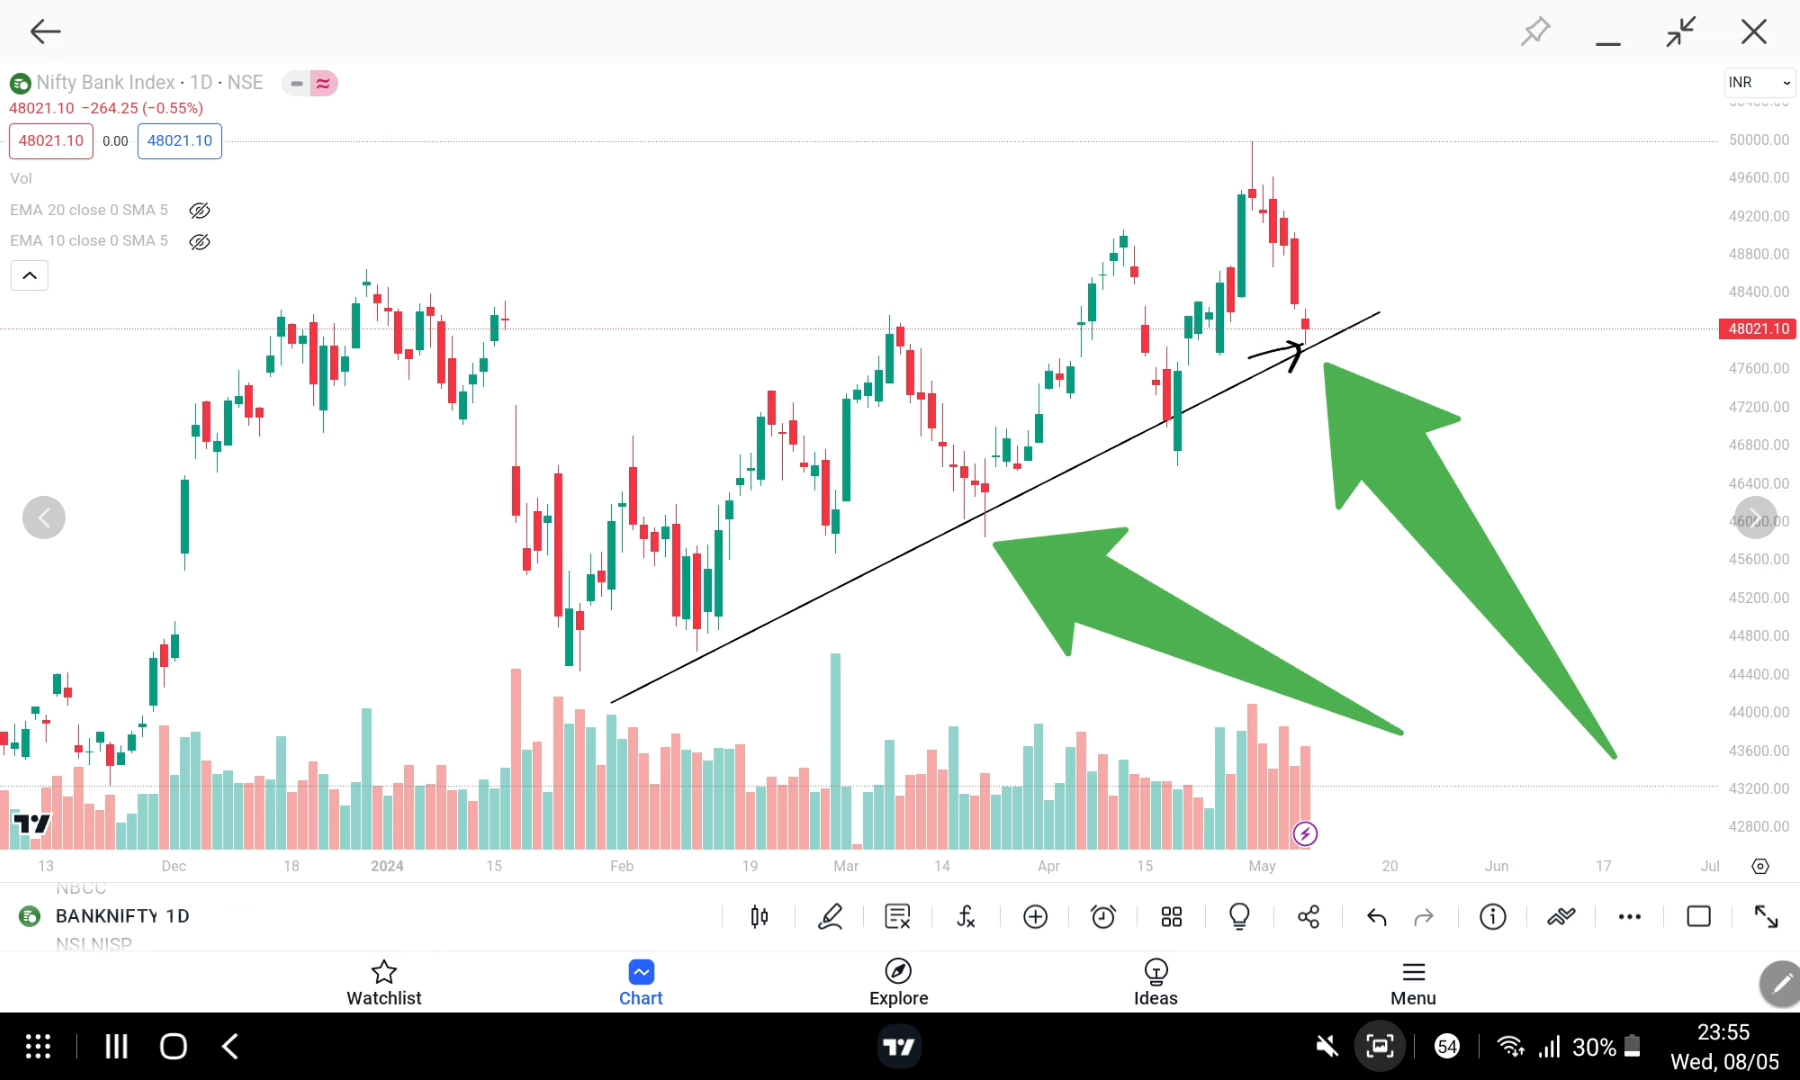 Nifty Bank Index · 1D · NSE
INR
48021.10 −264.25 (−0.55%)
48021.10 0.00 48021.10
Vol
EMA 20 close 0 SMA 5
EMA 10 close 0 SMA 5
50400.00
50000.00
49600.00
49200.00
48800.00
48400.00
48021.10
47600.00
47200.00
46800.00
46400.00
45600.00
45200.00
44800.00
44400.00
44000.00
43600.00
43200.00
42800.00
13 Dec 18 2024 15 Feb 19 Mar 14 Apr 15 May 20 Jun 17 Jul
NBCC
BANKNIFTY 1D
NSLNISP
Watchlist Chart Explore Ideas Menu
54 30% 23:55
Wed, 08/05